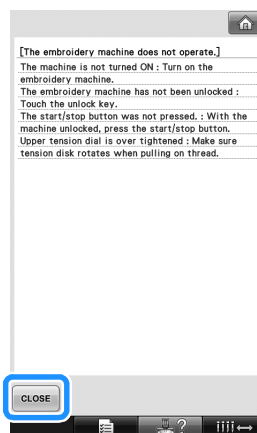 [The embroidery machine does not operate.]
The machine is not turned ON : Turn on the
embroidery machine.
The embroidery machine has not been unlocked :
Touch the unlock key.
The start/stop button was not pressed. : With the
machine unlocked, press the start/stop button.
Upper tension dial is over tightened : Make sure
tension disk rotates when pulling on thread.
CLOSE
?